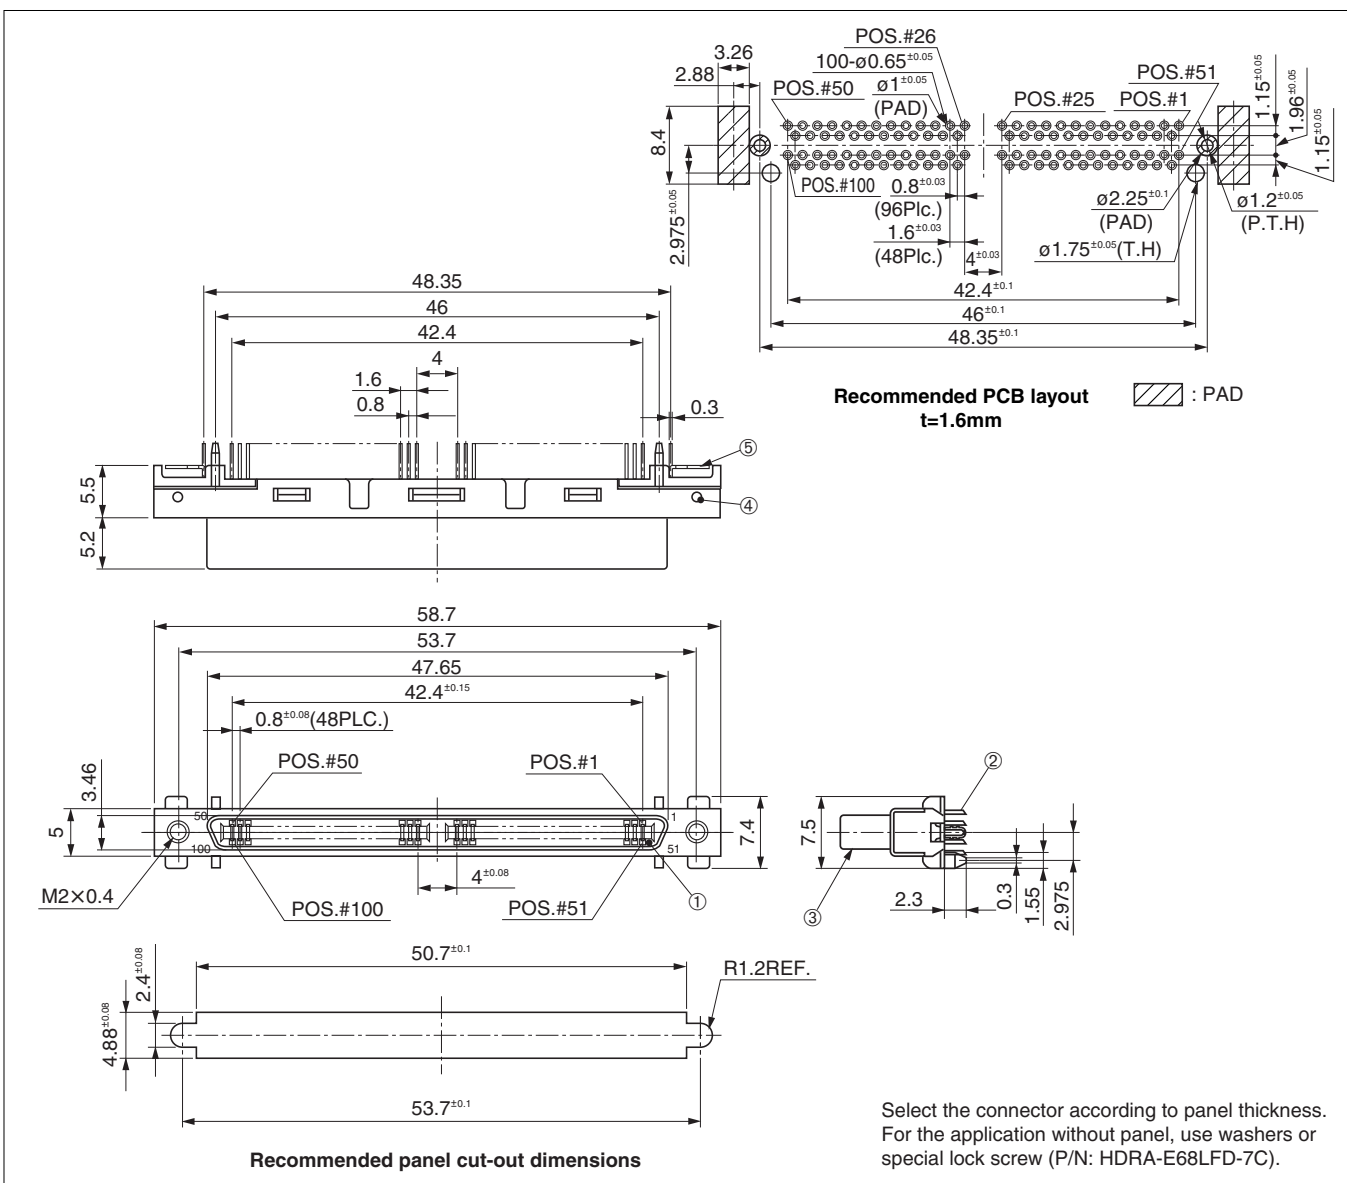 POS.#26
3.26
100-ø0.65±0.05
2.88
POS.#51
POS.#50
ø1±0.05
(PAD)
POS.#25
POS.#1
1.15±0.05
1.96±0.05
1.15±0.05
8.4
2.975±0.05
POS.#100
0.8±0.03
(96Plc.)
1.6±0.03
(48Plc.)
4±0.03
ø2.25±0.1
(PAD)
ø1.2±0.05
(P.T.H)
ø1.75±0.05(T.H)
42.4±0.1
46±0.1
48.35±0.1
Recommended PCB layout
t=1.6mm
: PAD
48.35
46
42.4
4
1.6
0.8
0.3
⑤
④
5.5
5.2
58.7
53.7
47.65
42.4±0.15
0.8±0.08(48PLC.)
POS.#50
POS.#1
3.46
5
50
1
100
51
7.4
M2×0.4
4±0.08
POS.#100
POS.#51
①
②
7.5
③
2.3
0.3
1.55
2.975
50.7±0.1
R1.2REF.
2.4±0.08
4.88±0.08
53.7±0.1
Recommended panel cut-out dimensions
Select the connector according to panel thickness.
For the application without panel, use washers or
special lock screw (P/N: HDRA-E68LFD-7C).